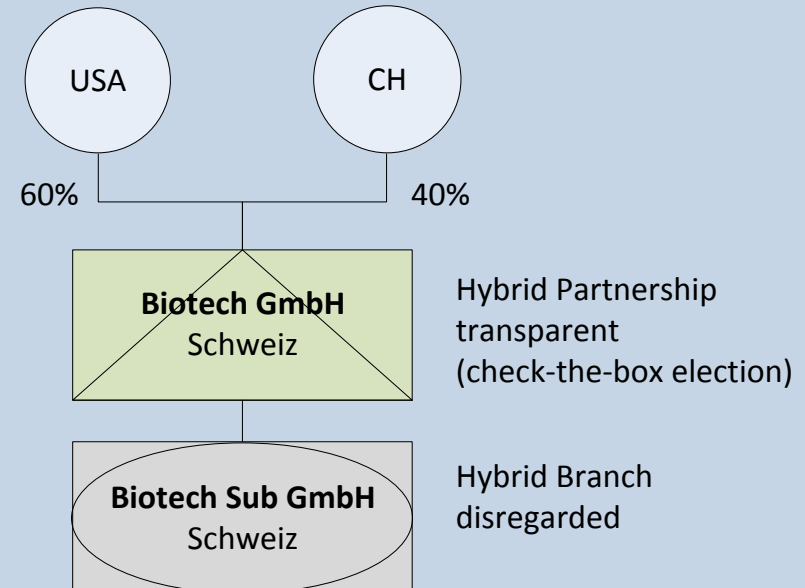 USA
CH
60%
40%
Biotech GmbH
Schweiz
Hybrid Partnership
transparent
(check-the-box election)
Biotech Sub GmbH
Schweiz
Hybrid Branch
disregarded